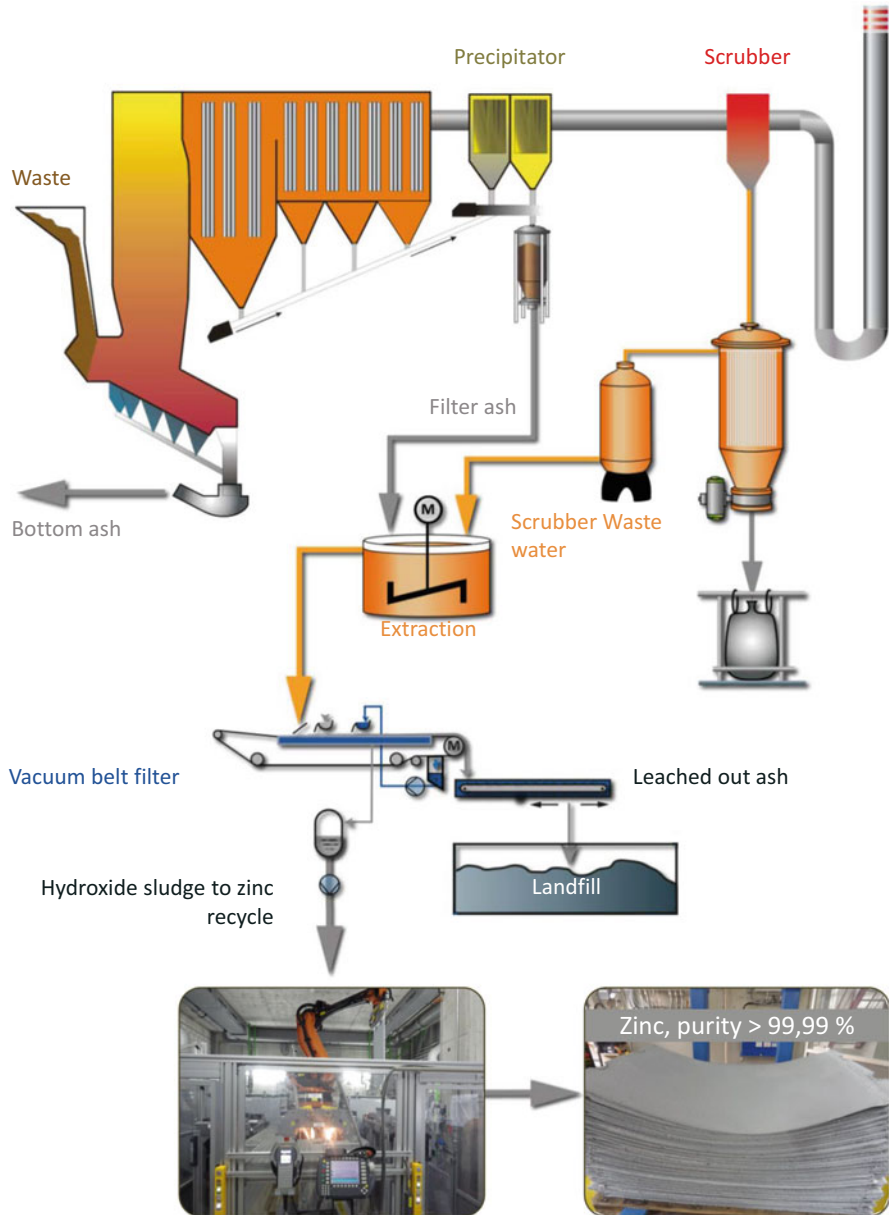 Precipitator
Scrubber
Waste
Filter ash
Bottom ash
M
Scrubber Waste
water
Extraction
M
Vacuum belt filter
Leached out ash
Hydroxide sludge to zinc
recycle
Landfill
Zinc, purity > 99,99 %